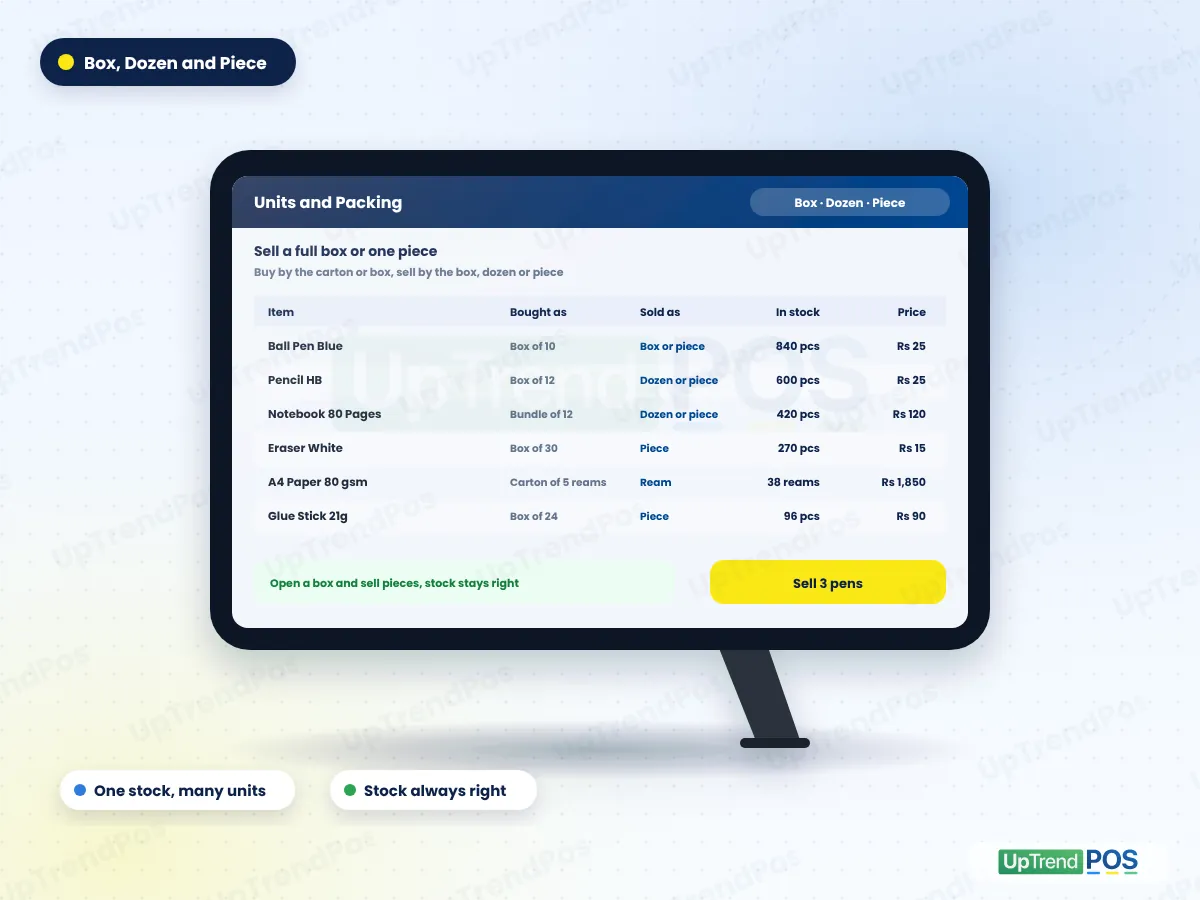 Box, Dozen and Piece
Units and Packing
Box · Dozen · Piece
Sell a full box or one piece
Buy by the carton or box, sell by the box, dozen or piece
Item Bought as Sold as In stock Price
Ball Pen Blue Box of 10 Box or piece 840 pcs Rs 25
Pencil HB Box of 12 Dozen or piece 600 pcs Rs 25
Notebook 80 Pages Bundle of 12 Dozen or piece 420 pcs Rs 120
Eraser White Box of 30 Piece 270 pcs Rs 15
A4 Paper 80 gsm Carton of 5 reams Ream 38 reams Rs 1,850
Glue Stick 21g Box of 24 Piece 96 pcs Rs 90
Open a box and sell pieces, stock stays right
Sell 3 pens
One stock, many units
Stock always right
UpTrend POS